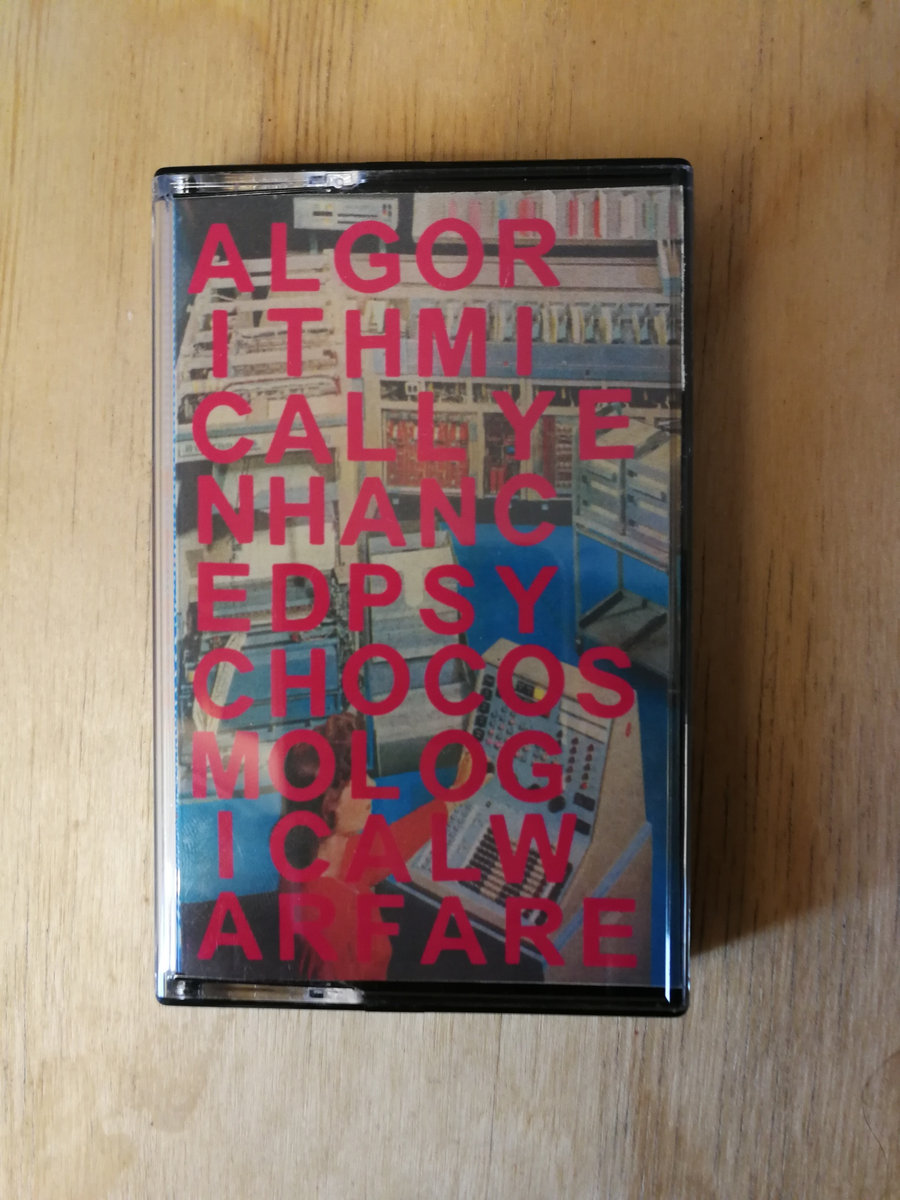 ALGOR
ITHMI
CALLYE
NHANC
EDPSY
CHOCOS
MOLOG
ICALW
ARFARE